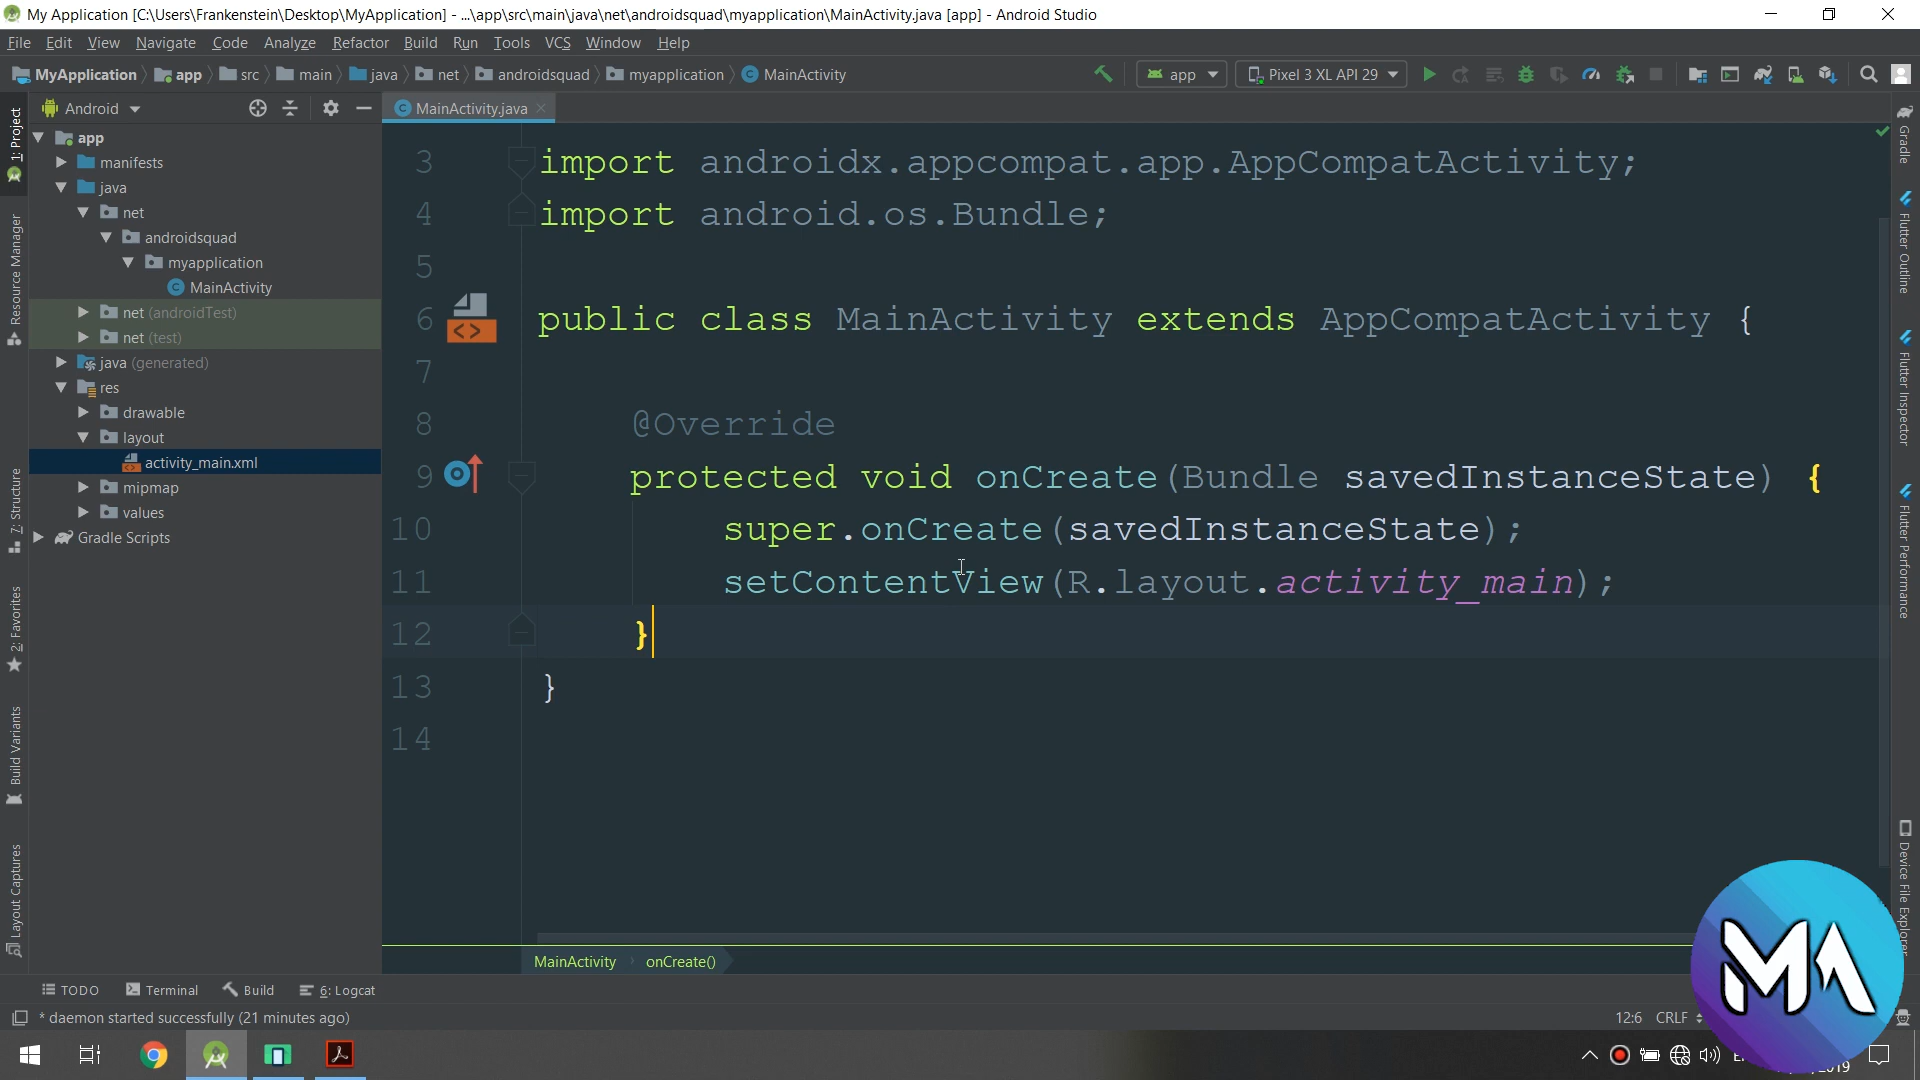 My Application [C:\Users\Frankenstein\Desktop\MyApplication] - ...\app\src\main\java\net\androidsquad\myapplication\MainActivity.java [app] - Android Studio
File Edit View Navigate Code Analyze Refactor Build Run Tools VCS Window Help
MyApplication app src main java net androidsquad myapplication MainActivity app Pixel 3 XL API 29
Android
MainActivity.java
1: Project
Resource Manager
7: Structure
2: Favorites
Build Variants
Layout Captures
app
manifests
java
net
androidsquad
myapplication
MainActivity
net (androidTest)
net (test)
java (generated)
res
drawable
layout
activity_main.xml
mipmap
values
Gradle Scripts
3 import androidx.appcompat.app.AppCompatActivity;
4 import android.os.Bundle;
5
6 public class MainActivity extends AppCompatActivity {
7
8 @Override
9 protected void onCreate(Bundle savedInstanceState) {
10 super.onCreate(savedInstanceState);
11 setContentView(R.layout.activity_main);
12 }
13 }
14
MainActivity onCreate()
Gradle
Flutter Outline
Flutter Inspector
Flutter Performance
Device File Explorer
TODO Terminal Build 6: Logcat
* daemon started successfully (21 minutes ago)
12:6 CRLF
MA